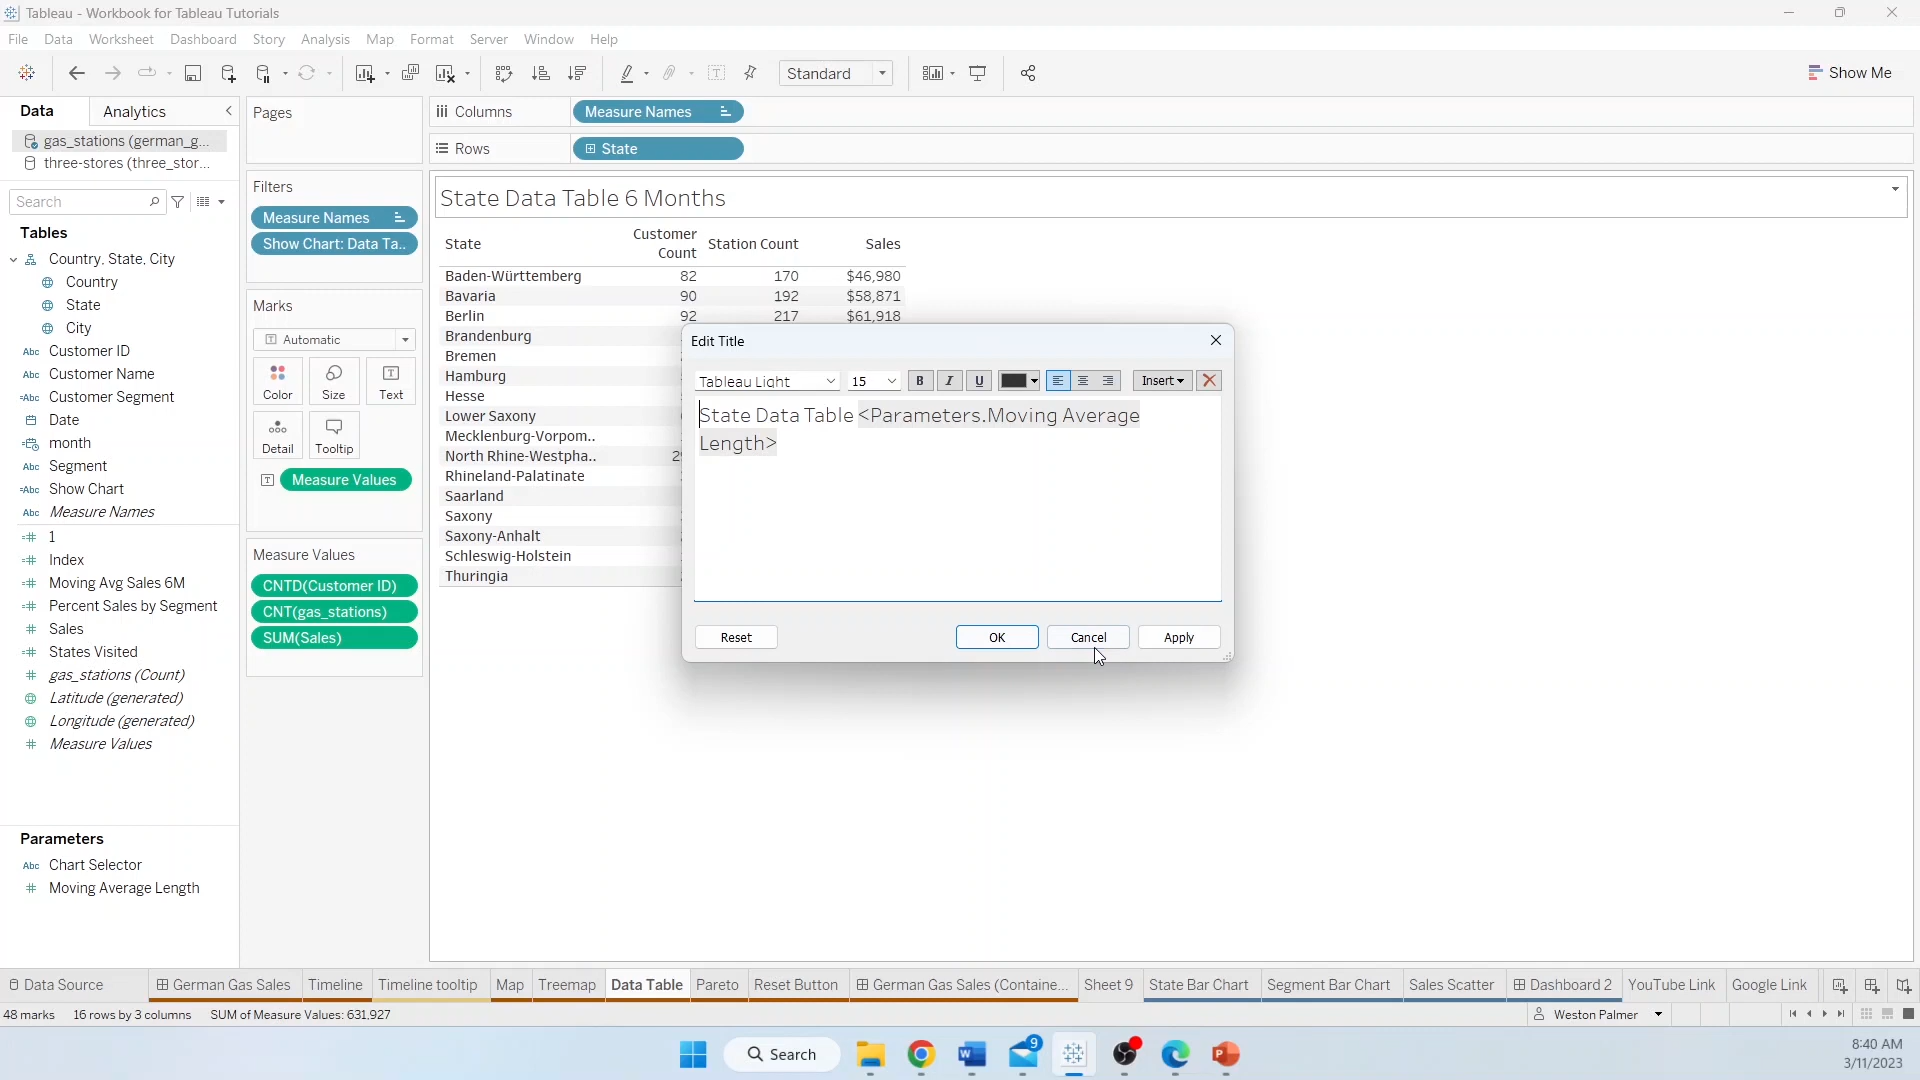 Tableau - Workbook for Tableau Tutorials
File Data Worksheet Dashboard Story Analysis Map Format Server Window Help
Standard
Show Me
Data Analytics
gas_stations (german_g...
three-stores (three_stor...
Search
Tables
Country, State, City
Country
State
City
Abc Customer ID
Abc Customer Name
=Abc Customer Segment
Date
month
Abc Segment
=Abc Show Chart
Abc Measure Names
=# 1
=# Index
=# Moving Avg Sales 6M
=# Percent Sales by Segment
# Sales
=# States Visited
# gas_stations (Count)
Latitude (generated)
Longitude (generated)
# Measure Values
Parameters
Abc Chart Selector
# Moving Average Length
Pages
Filters
Measure Names
Show Chart: Data Ta..
Marks
Automatic
Color Size Text
Detail Tooltip
Measure Values
Measure Values
CNTD(Customer ID)
CNT(gas_stations)
SUM(Sales)
Columns Measure Names
Rows State
State Data Table 6 Months
State Customer Count Station Count Sales
Baden-Württemberg 82 170 $46,980
Bavaria 90 192 $58,871
Berlin 92 217 $61,918
Brandenburg
Bremen
Hamburg
Hesse
Lower Saxony
Mecklenburg-Vorpom..
North Rhine-Westpha..
Rhineland-Palatinate
Saarland
Saxony
Saxony-Anhalt
Schleswig-Holstein
Thuringia
Edit Title
Tableau Light 15 B I U Insert
State Data Table <Parameters.Moving Average
Length>
Reset OK Cancel Apply
Data Source German Gas Sales Timeline Timeline tooltip Map Treemap Data Table Pareto Reset Button German Gas Sales (Containe... Sheet 9 State Bar Chart Segment Bar Chart Sales Scatter Dashboard 2 YouTube Link Google Link
48 marks 16 rows by 3 columns SUM of Measure Values: 631,927
Weston Palmer
Search
9
8:40 AM
3/11/2023